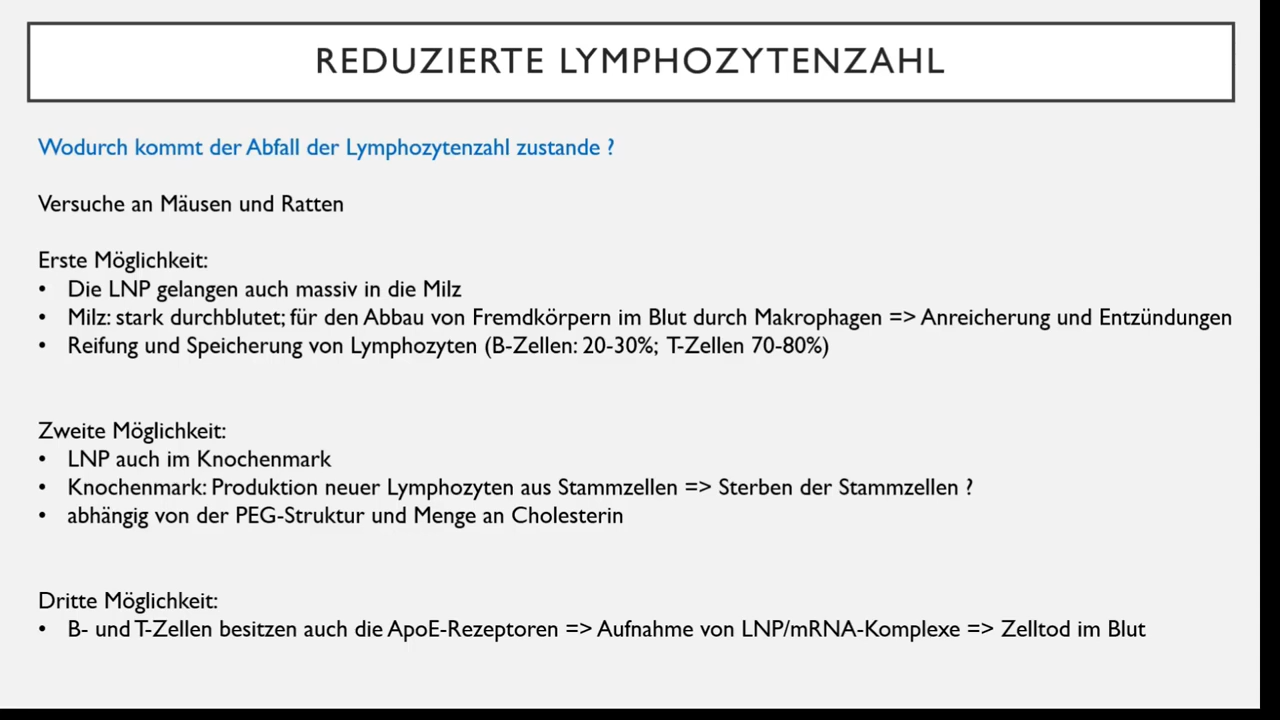 REDUZIERTE LYMPHOZYTENZAHL
Wodurch kommt der Abfall der Lymphozytenzahl zustande ?
Versuche an Mäusen und Ratten
Erste Möglichkeit:
• Die LNP gelangen auch massiv in die Milz
• Milz: stark durchblutet; für den Abbau von Fremdkörpern im Blut durch Makrophagen => Anreicherung und Entzündungen
• Reifung und Speicherung von Lymphozyten (B-Zellen: 20-30%; T-Zellen 70-80%)
Zweite Möglichkeit:
• LNP auch im Knochenmark
• Knochenmark: Produktion neuer Lymphozyten aus Stammzellen => Sterben der Stammzellen ?
• abhängig von der PEG-Struktur und Menge an Cholesterin
Dritte Möglichkeit:
• B- und T-Zellen besitzen auch die ApoE-Rezeptoren => Aufnahme von LNP/mRNA-Komplexe => Zelltod im Blut